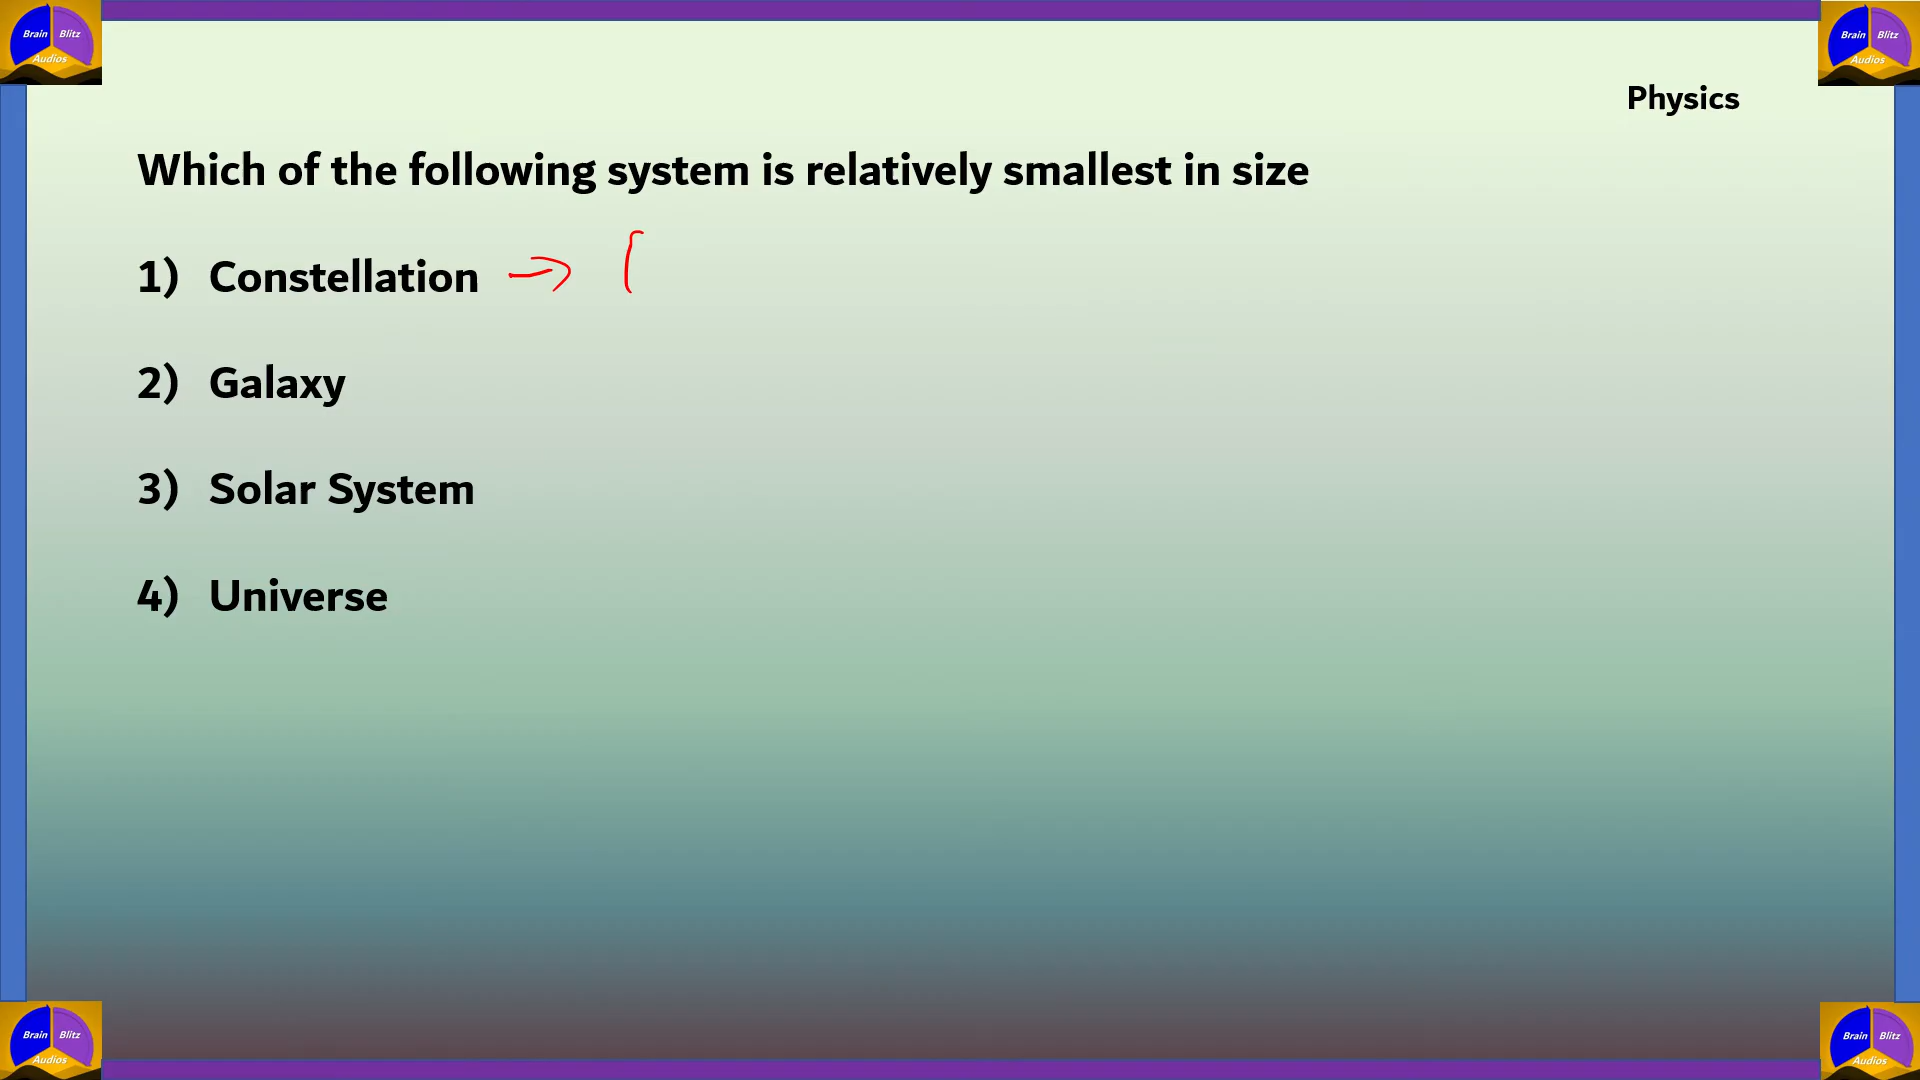 Brain Blitz
Audios
Brain Blitz
Audios
Physics
Which of the following system is relatively smallest in size
1) Constellation
2) Galaxy
3) Solar System
4) Universe
Brain Blitz
Audios
Brain Blitz
Audios